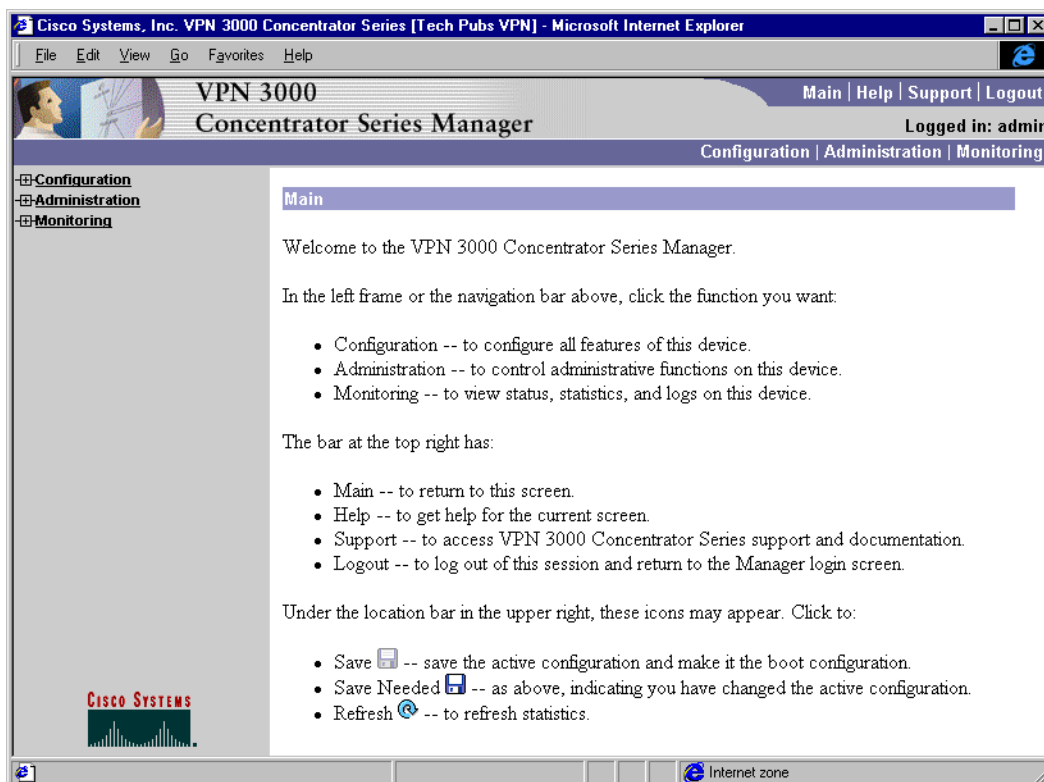 Cisco Systems, Inc. VPN 3000 Concentrator Series [Tech Pubs VPN] - Microsoft Internet Explorer
File Edit View Go Favorites Help
VPN 3000
Concentrator Series Manager
Main | Help | Support | Logout
Logged in: admin
Configuration | Administration | Monitoring
Configuration
Administration
Monitoring
Main
Welcome to the VPN 3000 Concentrator Series Manager.
In the left frame or the navigation bar above, click the function you want:
Configuration -- to configure all features of this device.
Administration -- to control administrative functions on this device.
Monitoring -- to view status, statistics, and logs on this device.
The bar at the top right has:
Main -- to return to this screen.
Help -- to get help for the current screen.
Support -- to access VPN 3000 Concentrator Series support and documentation.
Logout -- to log out of this session and return to the Manager login screen.
Under the location bar in the upper right, these icons may appear. Click to:
Save -- save the active configuration and make it the boot configuration.
Save Needed -- as above, indicating you have changed the active configuration.
Refresh -- to refresh statistics.
CISCO SYSTEMS
Internet zone